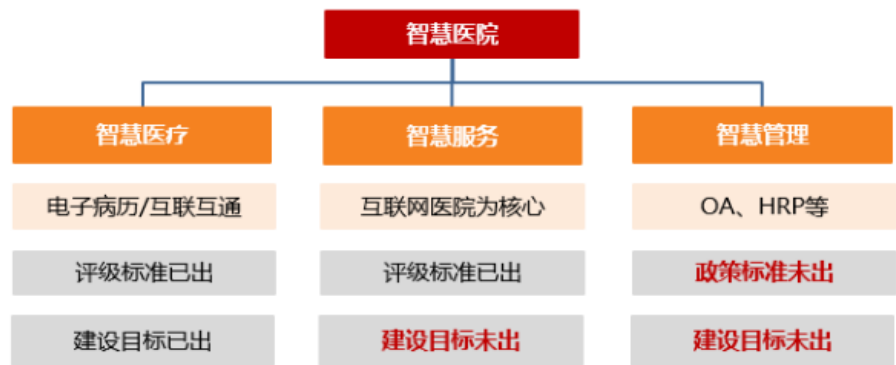 智慧医院
智慧医疗
智慧服务
智慧管理
电子病历/互联互通
互联网医院为核心
OA、HRP等
评级标准已出
评级标准已出
政策标准未出
建设目标已出
建设目标未出
建设目标未出